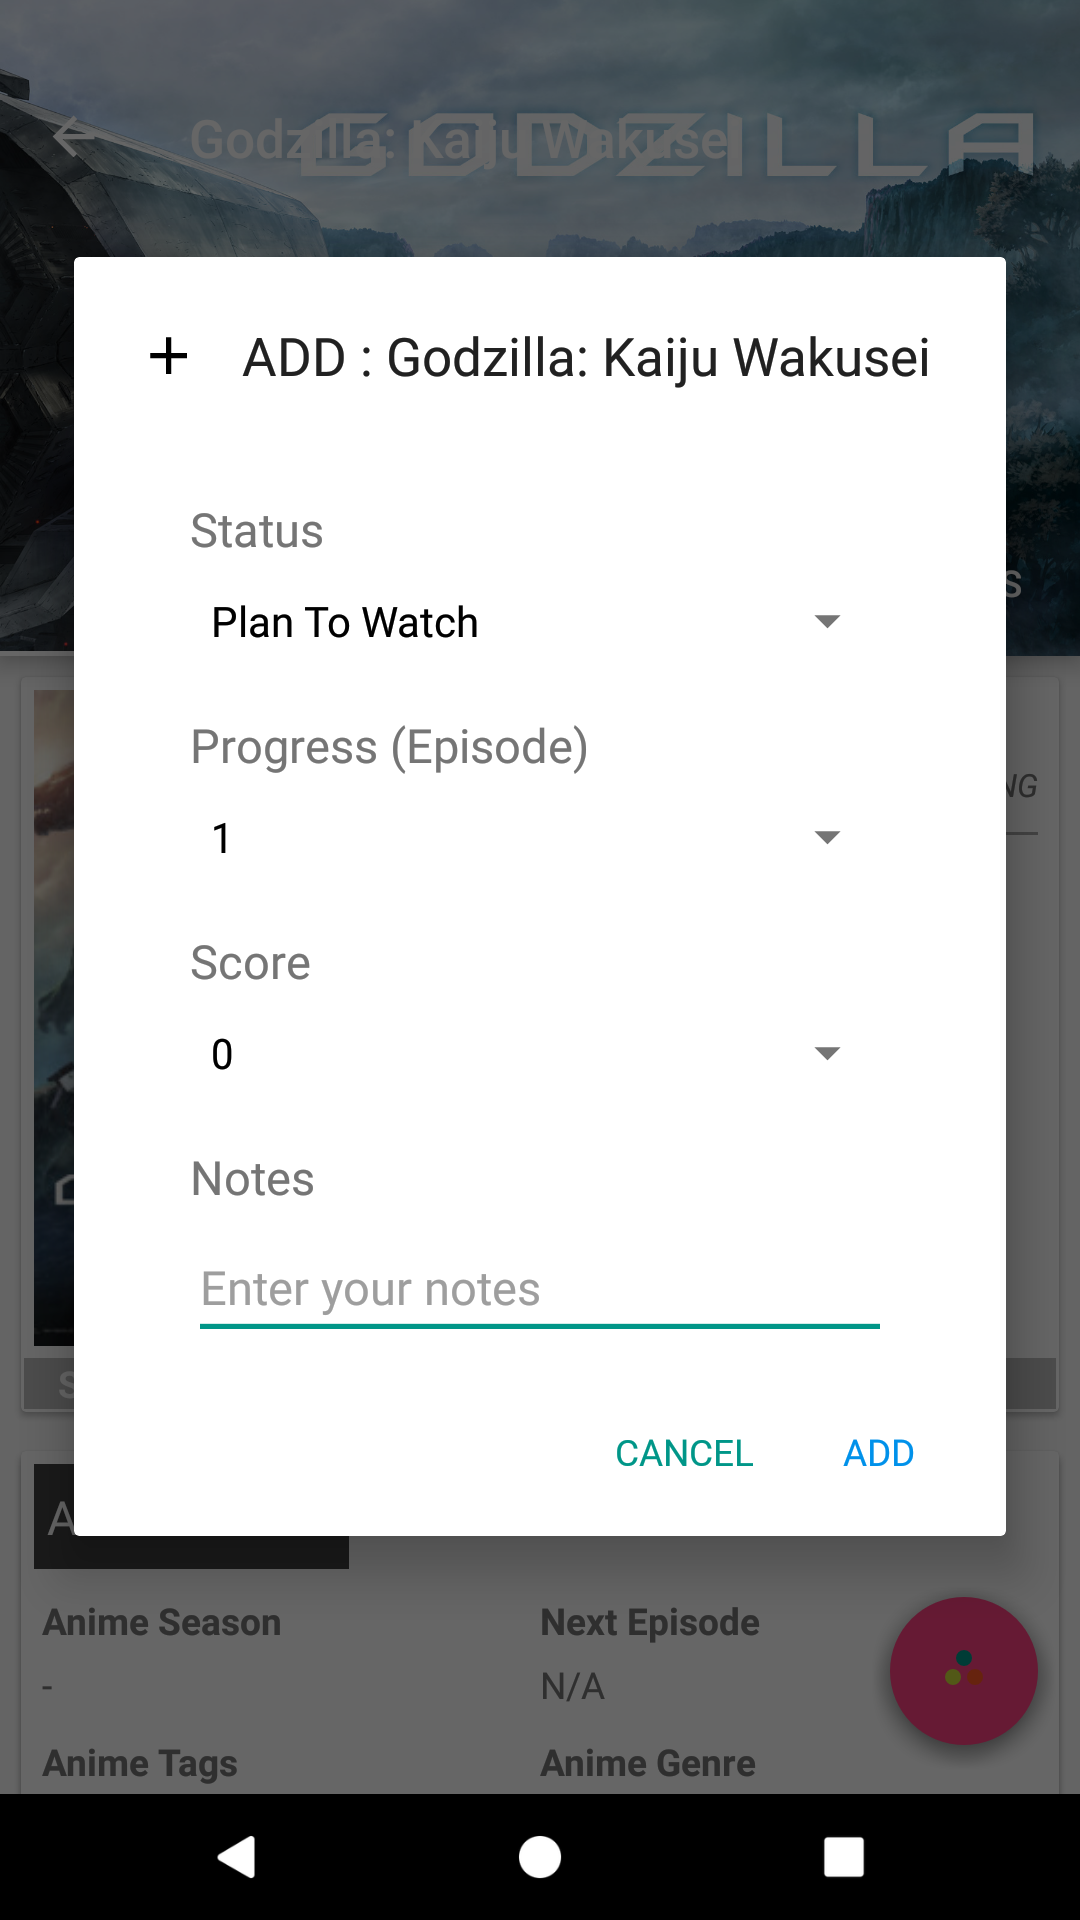 GODZILLA
Godzilla: Kaiju Wakusei
ADD : Godzilla: Kaiju Wakusei
Status
S
Plan To Watch
Progress (Episode)
NG
1
Score
0
Notes
Enter your notes
S
CANCEL ADD
A
Anime Season Next Episode
- N/A
Anime Tags Anime Genre